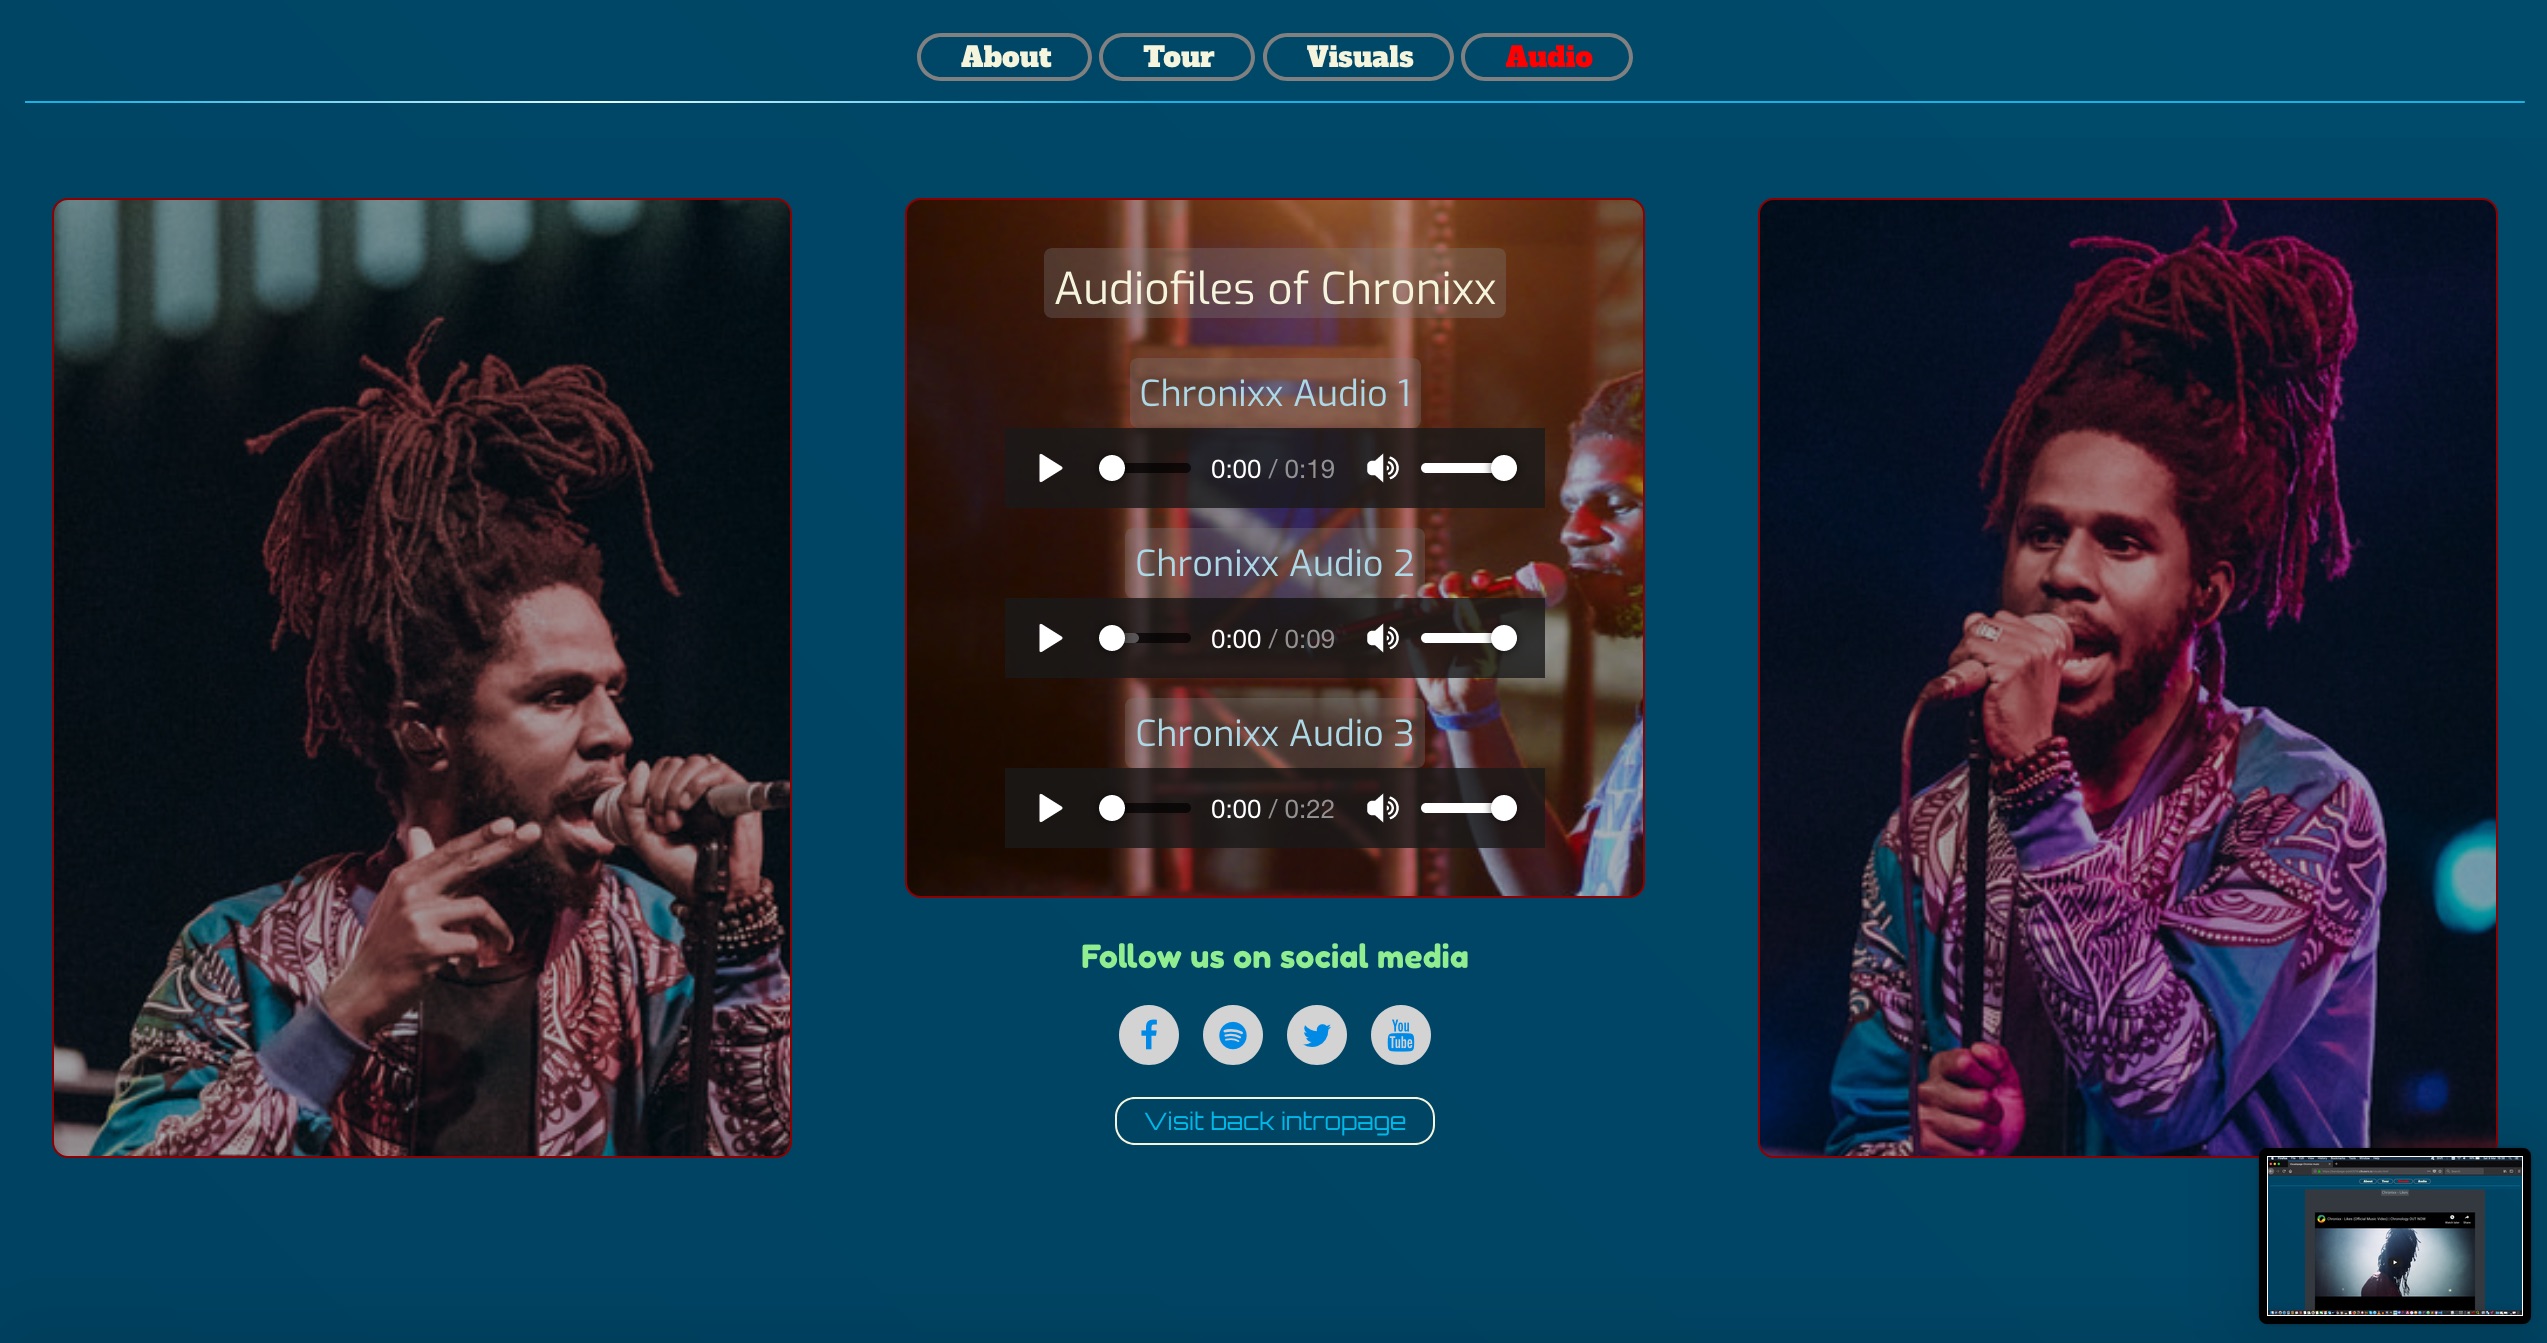 About Tour Visuals Audio
Audiofiles of Chronixx
Chronixx Audio 1
0:00 / 0:19
Chronixx Audio 2
0:00 / 0:09
Chronixx Audio 3
0:00 / 0:22
Follow us on social media
You
Tube
Visit back intropage